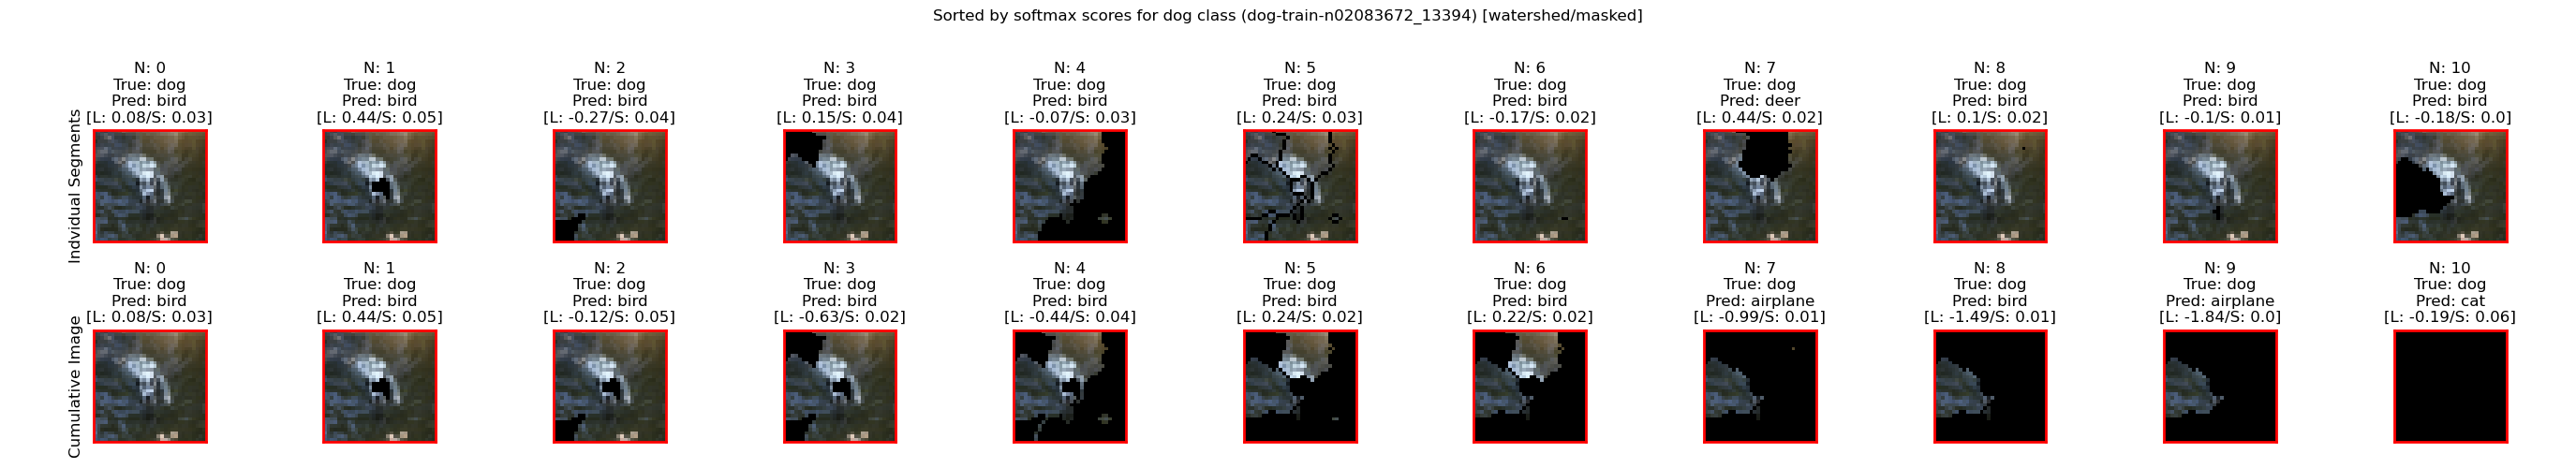 Sorted by softmax scores for dog class (dog-train-n02083672_13394) [watershed/masked]
Indvidual Segments
N: 0
True: dog
Pred: bird
[L: 0.08/S: 0.03]
N: 1
True: dog
Pred: bird
[L: 0.44/S: 0.05]
N: 2
True: dog
Pred: bird
[L: -0.27/S: 0.04]
N: 3
True: dog
Pred: bird
[L: 0.15/S: 0.04]
N: 4
True: dog
Pred: bird
[L: -0.07/S: 0.03]
N: 5
True: dog
Pred: bird
[L: 0.24/S: 0.03]
N: 6
True: dog
Pred: bird
[L: -0.17/S: 0.02]
N: 7
True: dog
Pred: deer
[L: 0.44/S: 0.02]
N: 8
True: dog
Pred: bird
[L: 0.1/S: 0.02]
N: 9
True: dog
Pred: bird
[L: -0.1/S: 0.01]
N: 10
True: dog
Pred: bird
[L: -0.18/S: 0.0]
Cumulative Image
N: 0
True: dog
Pred: bird
[L: 0.08/S: 0.03]
N: 1
True: dog
Pred: bird
[L: 0.44/S: 0.05]
N: 2
True: dog
Pred: bird
[L: -0.12/S: 0.05]
N: 3
True: dog
Pred: bird
[L: -0.63/S: 0.02]
N: 4
True: dog
Pred: bird
[L: -0.44/S: 0.04]
N: 5
True: dog
Pred: bird
[L: 0.24/S: 0.02]
N: 6
True: dog
Pred: bird
[L: 0.22/S: 0.02]
N: 7
True: dog
Pred: airplane
[L: -0.99/S: 0.01]
N: 8
True: dog
Pred: bird
[L: -1.49/S: 0.01]
N: 9
True: dog
Pred: airplane
[L: -1.84/S: 0.0]
N: 10
True: dog
Pred: cat
[L: -0.19/S: 0.06]